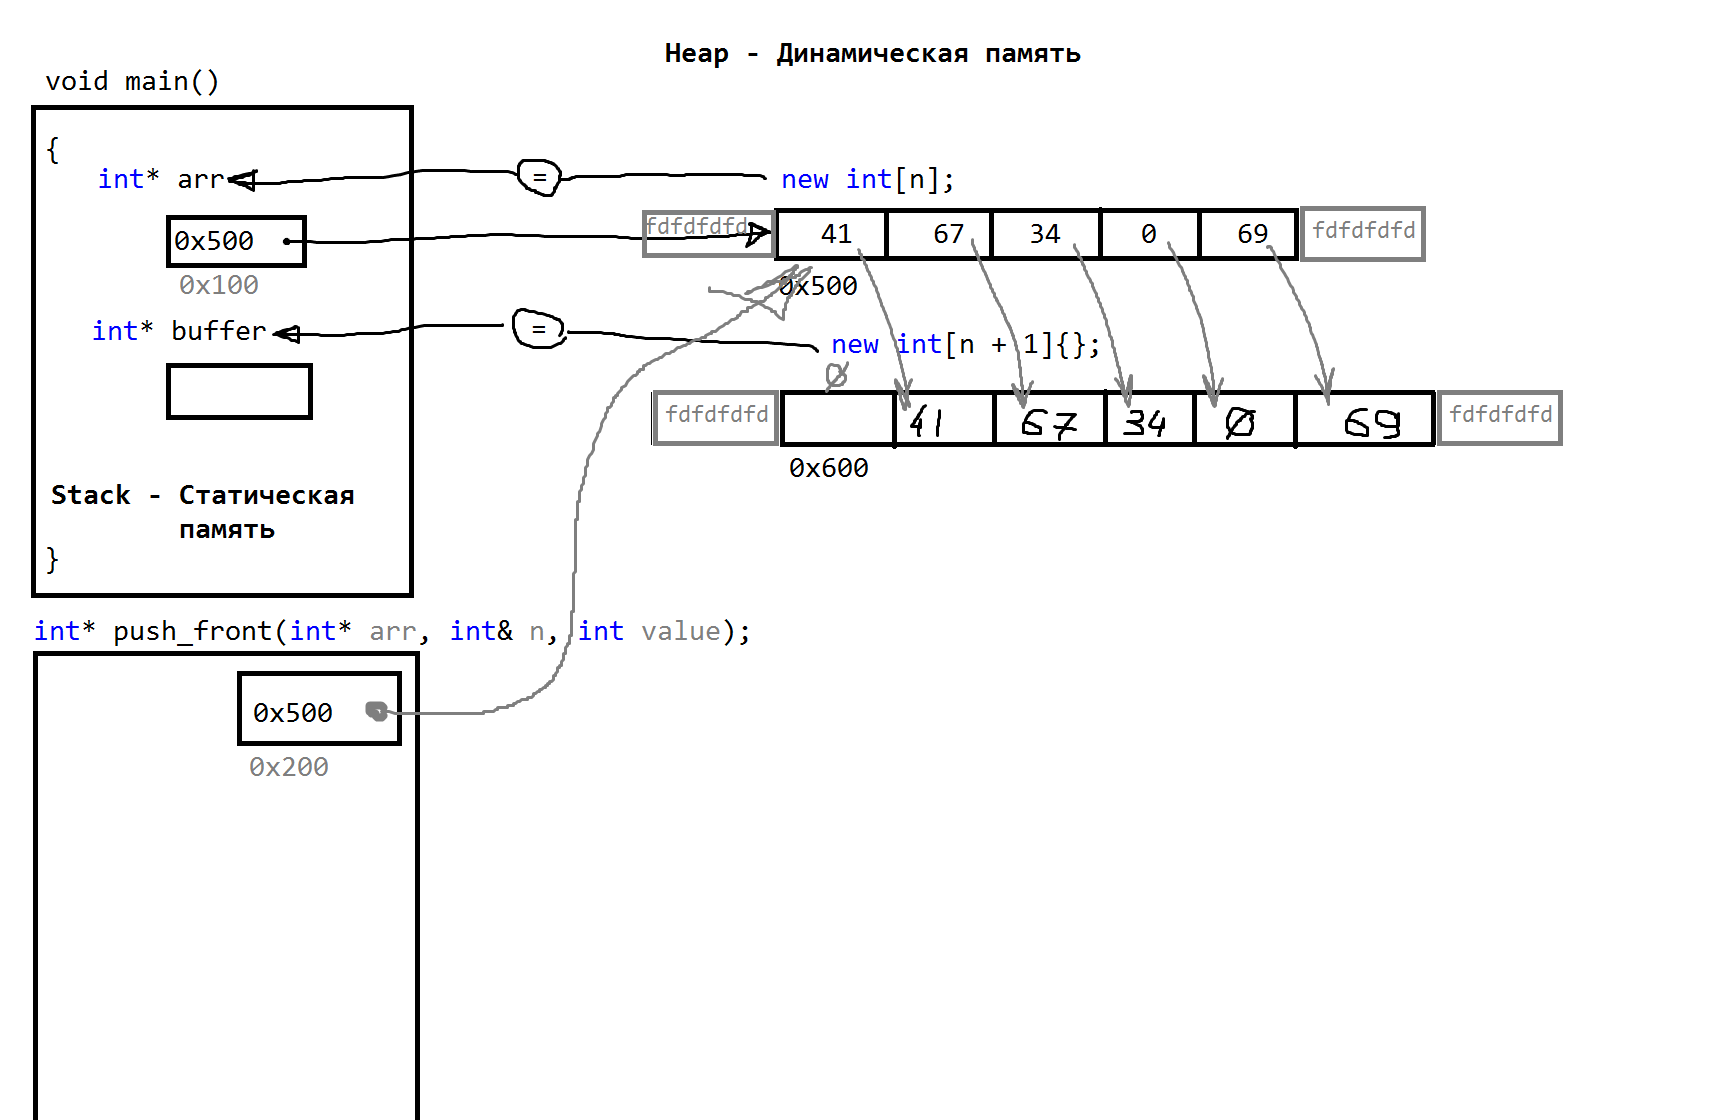 Heap - Динамическая память
void main()
{
int* arr = new int[n];
0x500 fdfdfdfd 41 67 34 0 69 fdfdfdfd
0x100 0x500
int* buffer = new int[n + 1]{};
0
fdfdfdfd 41 67 34 0 69 fdfdfdfd
0x600
Stack - Статическая
память
}
int* push_front(int* arr, int& n, int value);
0x500
0x200